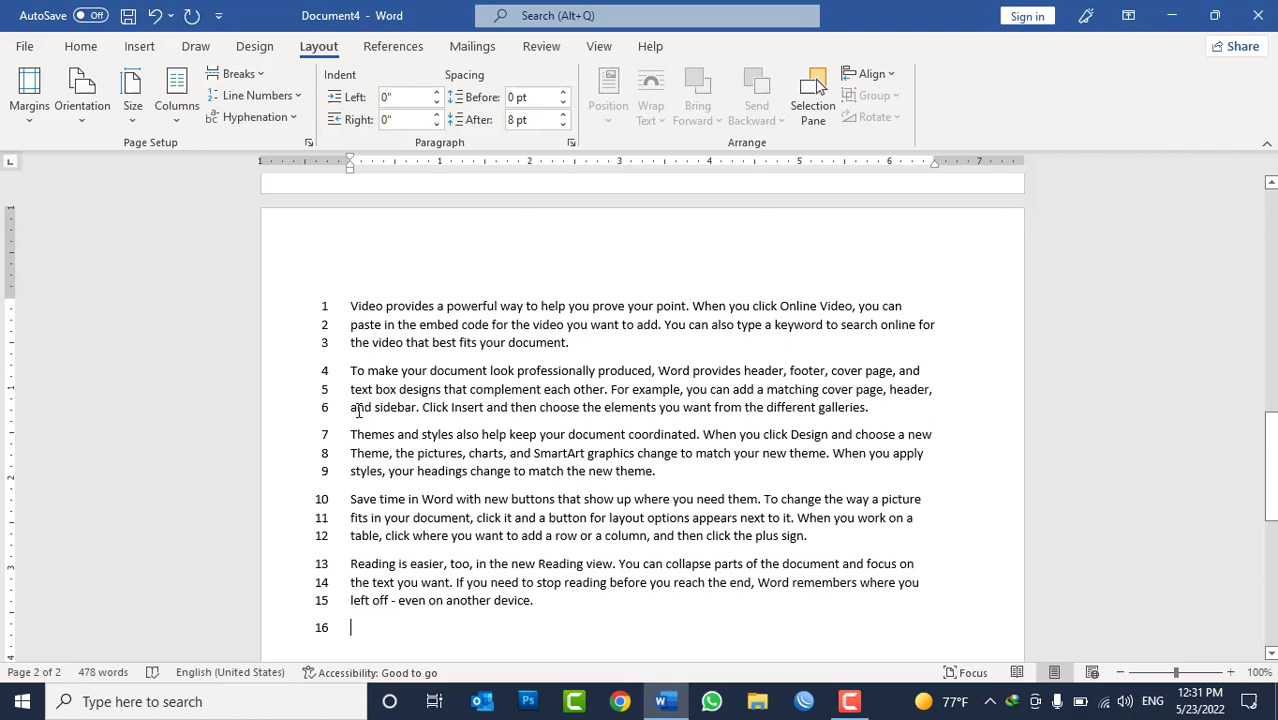 AutoSave Off Document4 - Word Search (Alt+Q) Sign in
File Home Insert Draw Design Layout References Mailings Review View Help Share
Margins Orientation Size Columns Breaks Line Numbers Hyphenation
Page Setup
Indent Spacing
Left: 0" Before: 0 pt
Right: 0" After: 8 pt
Paragraph
Position Wrap Text Bring Forward Send Backward Selection Pane Align Group Rotate
Arrange
1 1 2 3 4 5 6 7
1 Video provides a powerful way to help you prove your point. When you click Online Video, you can
2 paste in the embed code for the video you want to add. You can also type a keyword to search online for
3 the video that best fits your document.
4 To make your document look professionally produced, Word provides header, footer, cover page, and
5 text box designs that complement each other. For example, you can add a matching cover page, header,
6 and sidebar. Click Insert and then choose the elements you want from the different galleries.
7 Themes and styles also help keep your document coordinated. When you click Design and choose a new
8 Theme, the pictures, charts, and SmartArt graphics change to match your new theme. When you apply
9 styles, your headings change to match the new theme.
10 Save time in Word with new buttons that show up where you need them. To change the way a picture
11 fits in your document, click it and a button for layout options appears next to it. When you work on a
12 table, click where you want to add a row or a column, and then click the plus sign.
13 Reading is easier, too, in the new Reading view. You can collapse parts of the document and focus on
14 the text you want. If you need to stop reading before you reach the end, Word remembers where you
15 left off - even on another device.
16
Page 2 of 2 478 words English (United States) Accessibility: Good to go Focus 100%
Type here to search 77°F ENG 12:31 PM
5/23/2022